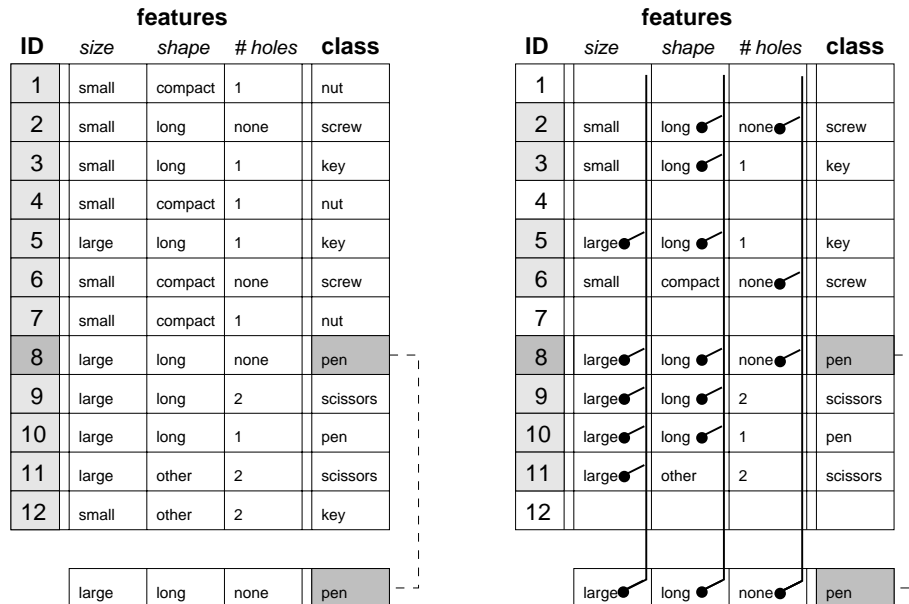 features features
ID size shape # holes class ID size shape # holes class
1 small compact 1 nut 1
2 small long none screw 2 small long none screw
3 small long 1 key 3 small long 1 key
4 small compact 1 nut 4
5 large long 1 key 5 large long 1 key
6 small compact none screw 6 small compact none screw
7 small compact 1 nut 7
8 large long none pen 8 large long none pen
9 large long 2 scissors 9 large long 2 scissors
10 large long 1 pen 10 large long 1 pen
11 large other 2 scissors 11 large other 2 scissors
12 small other 2 key 12
large long none pen large long none pen